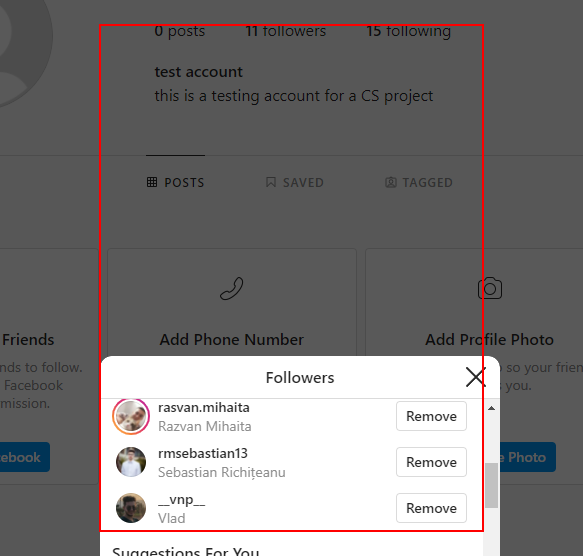 0 posts 11 followers 15 following
test account
this is a testing account for a CS project
POSTS SAVED TAGGED
Friends Add Phone Number Add Profile Photo
nds to follow. so your frien
Facebook s you.
mission.
cebook e Photo
Followers
rasvan.mihaita
Razvan Mihaita
Remove
rmsebastian13
Sebastian Richițeanu
Remove
__vnp__
Vlad
Remove
Suggestions For You